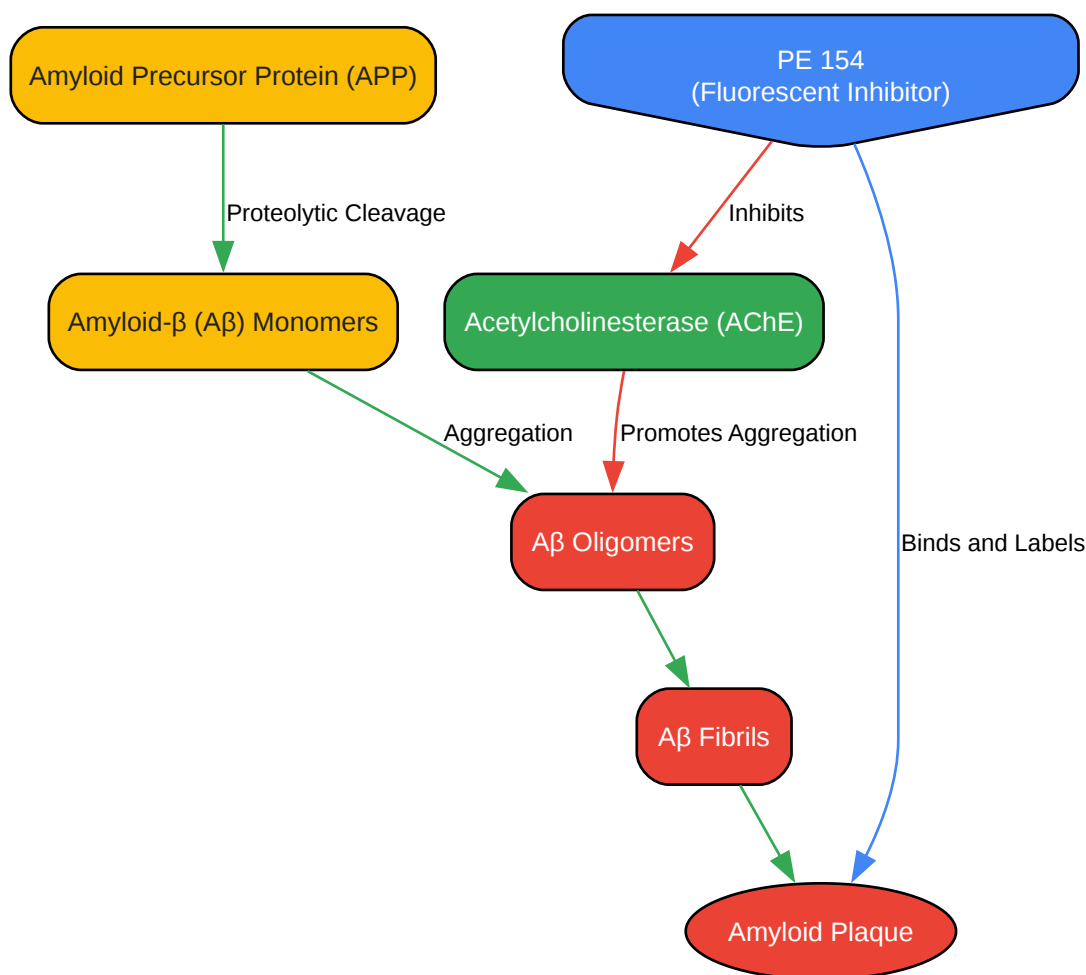 Amyloid Precursor Protein (APP)
PE 154
(Fluorescent Inhibitor)
Proteolytic Cleavage
Inhibits
Amyloid-β (Aβ) Monomers
Acetylcholinesterase (AChE)
Aggregation
Promotes Aggregation
Aβ Oligomers
Binds and Labels
Aβ Fibrils
Amyloid Plaque